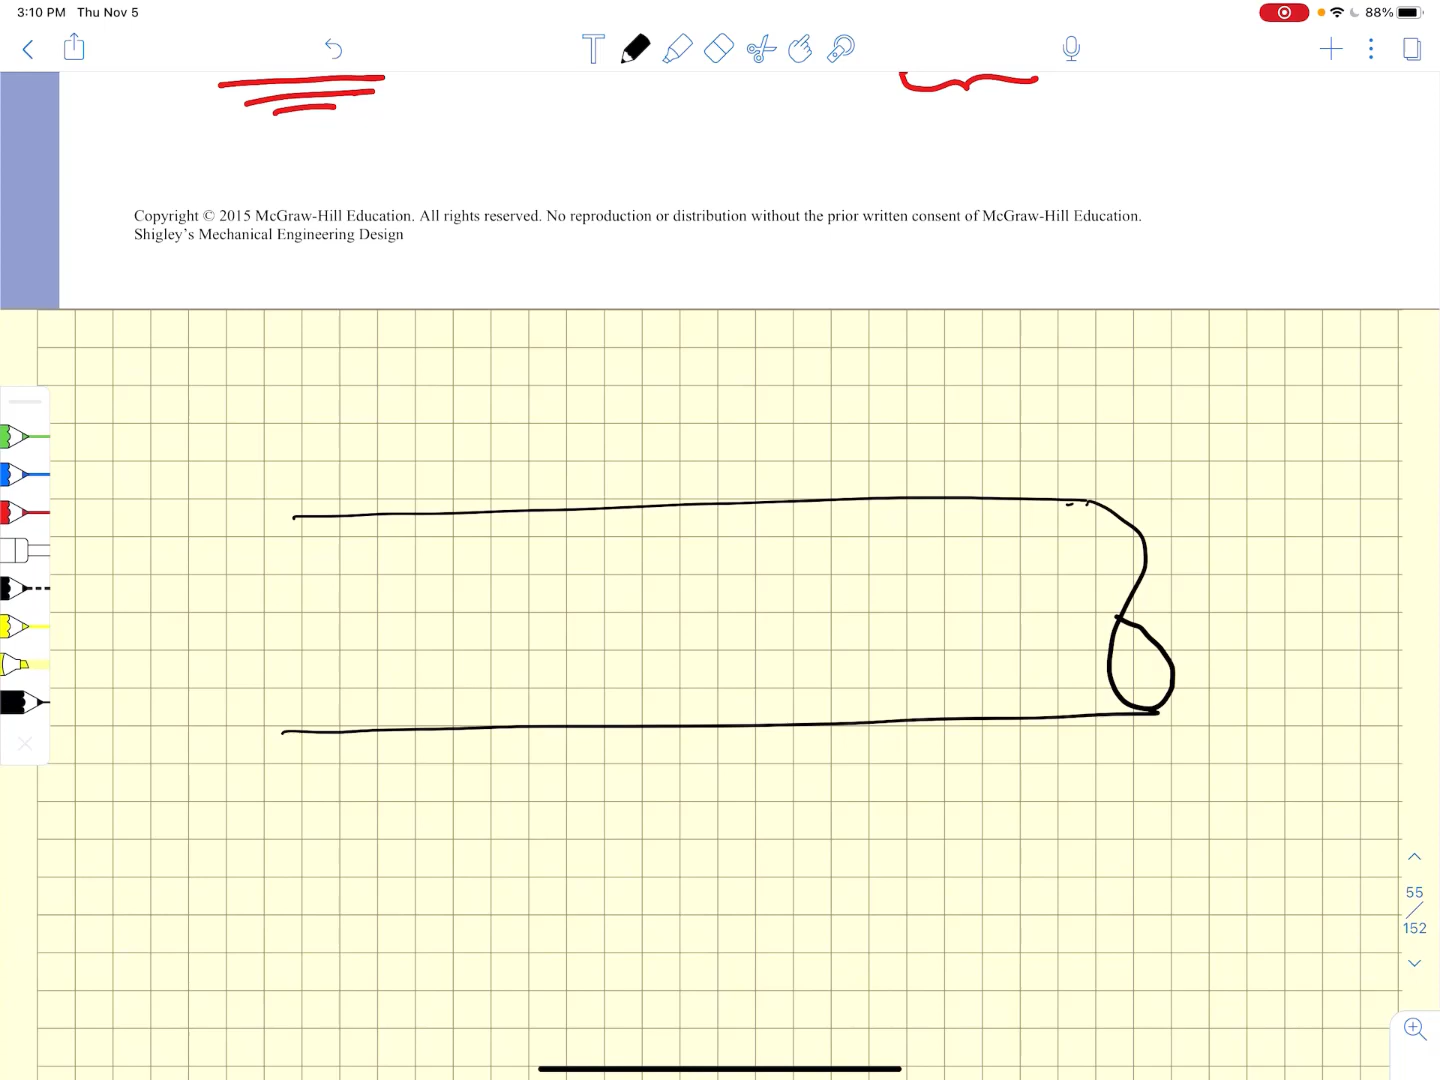 3:10 PM Thu Nov 5
88%
T
Copyright © 2015 McGraw-Hill Education. All rights reserved. No reproduction or distribution without the prior written consent of McGraw-Hill Education.
Shigley's Mechanical Engineering Design
55
152